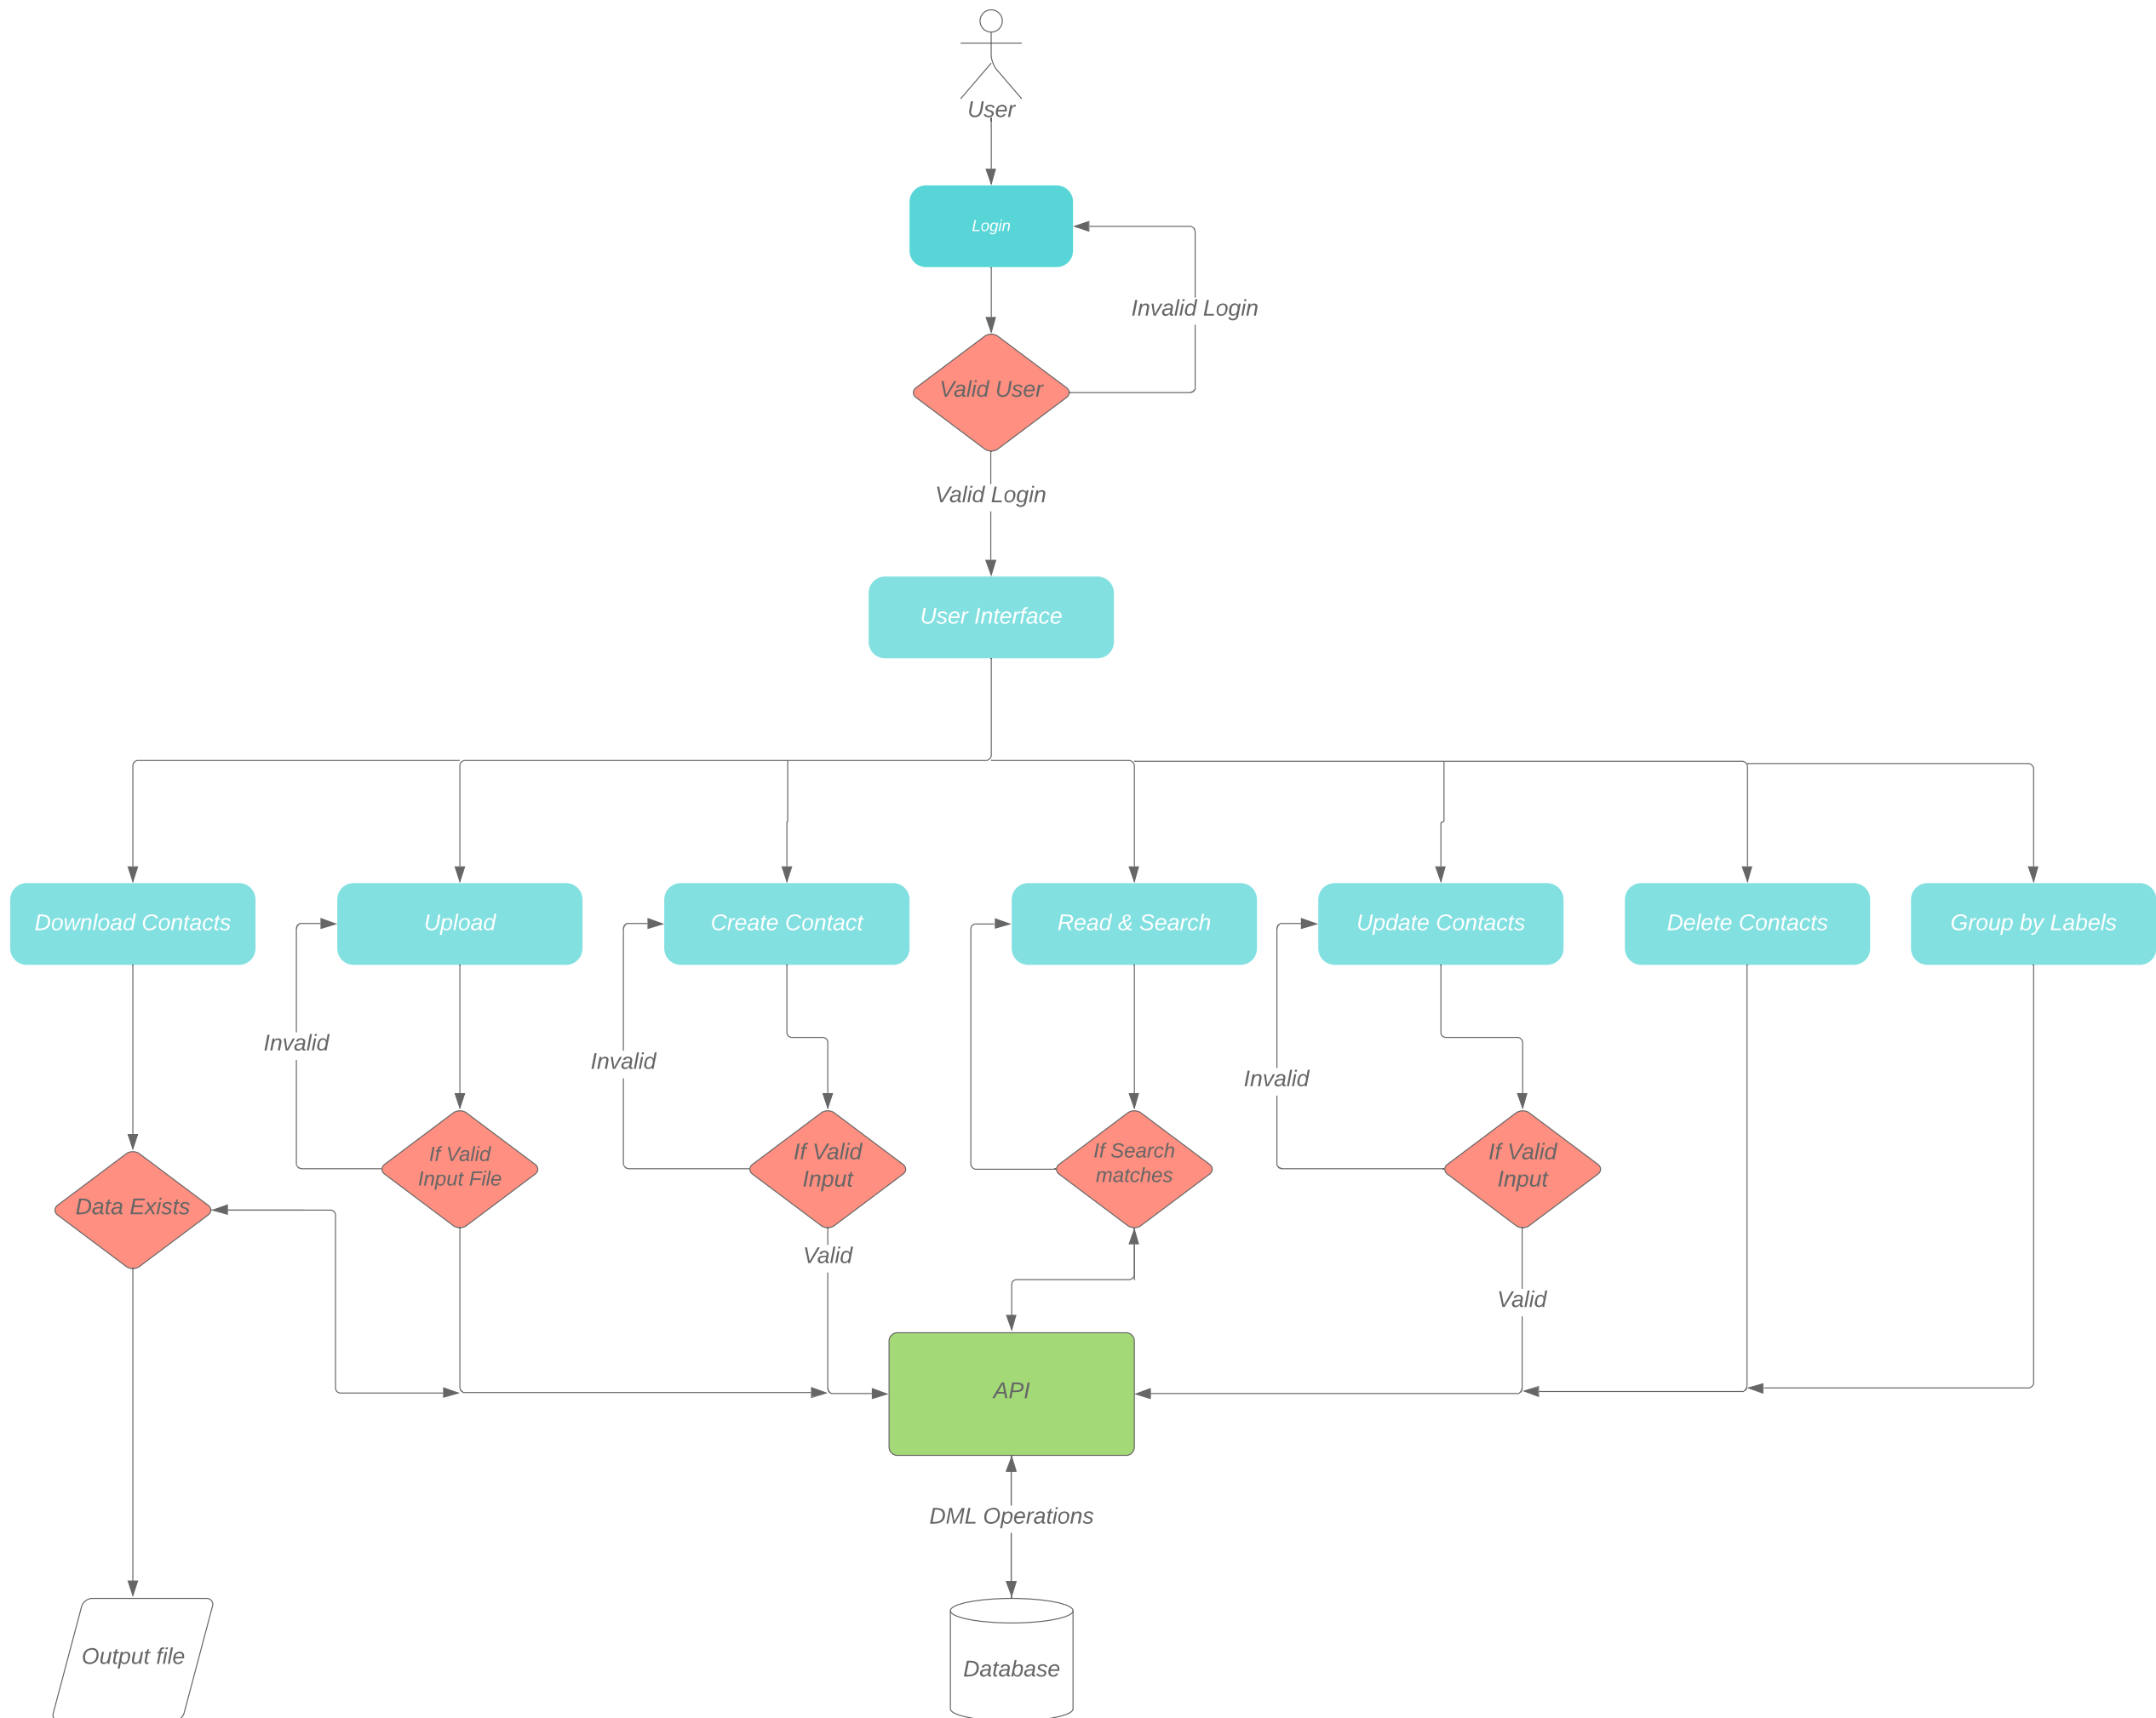 User
Login
Invalid Login
Valid User
Valid Login
User Interface
Download Contacts
Upload
Create Contact
Read & Search
Update Contacts
Delete Contacts
Group by Labels
Invalid
Invalid
Invalid
If Valid
Input File
If Valid
Input
If Search
matches
If Valid
Input
Data Exists
Valid
Valid
API
DML Operations
Output file
Database